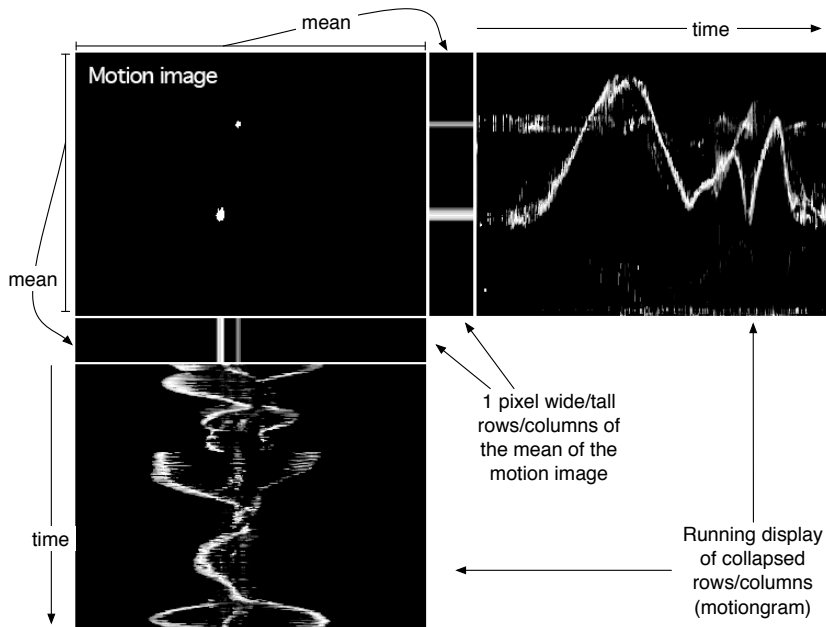 mean
time
Motion image
mean
1 pixel wide/tall
rows/columns of
the mean of the
motion image
time
Running display
of collapsed
rows/columns
(motiongram)